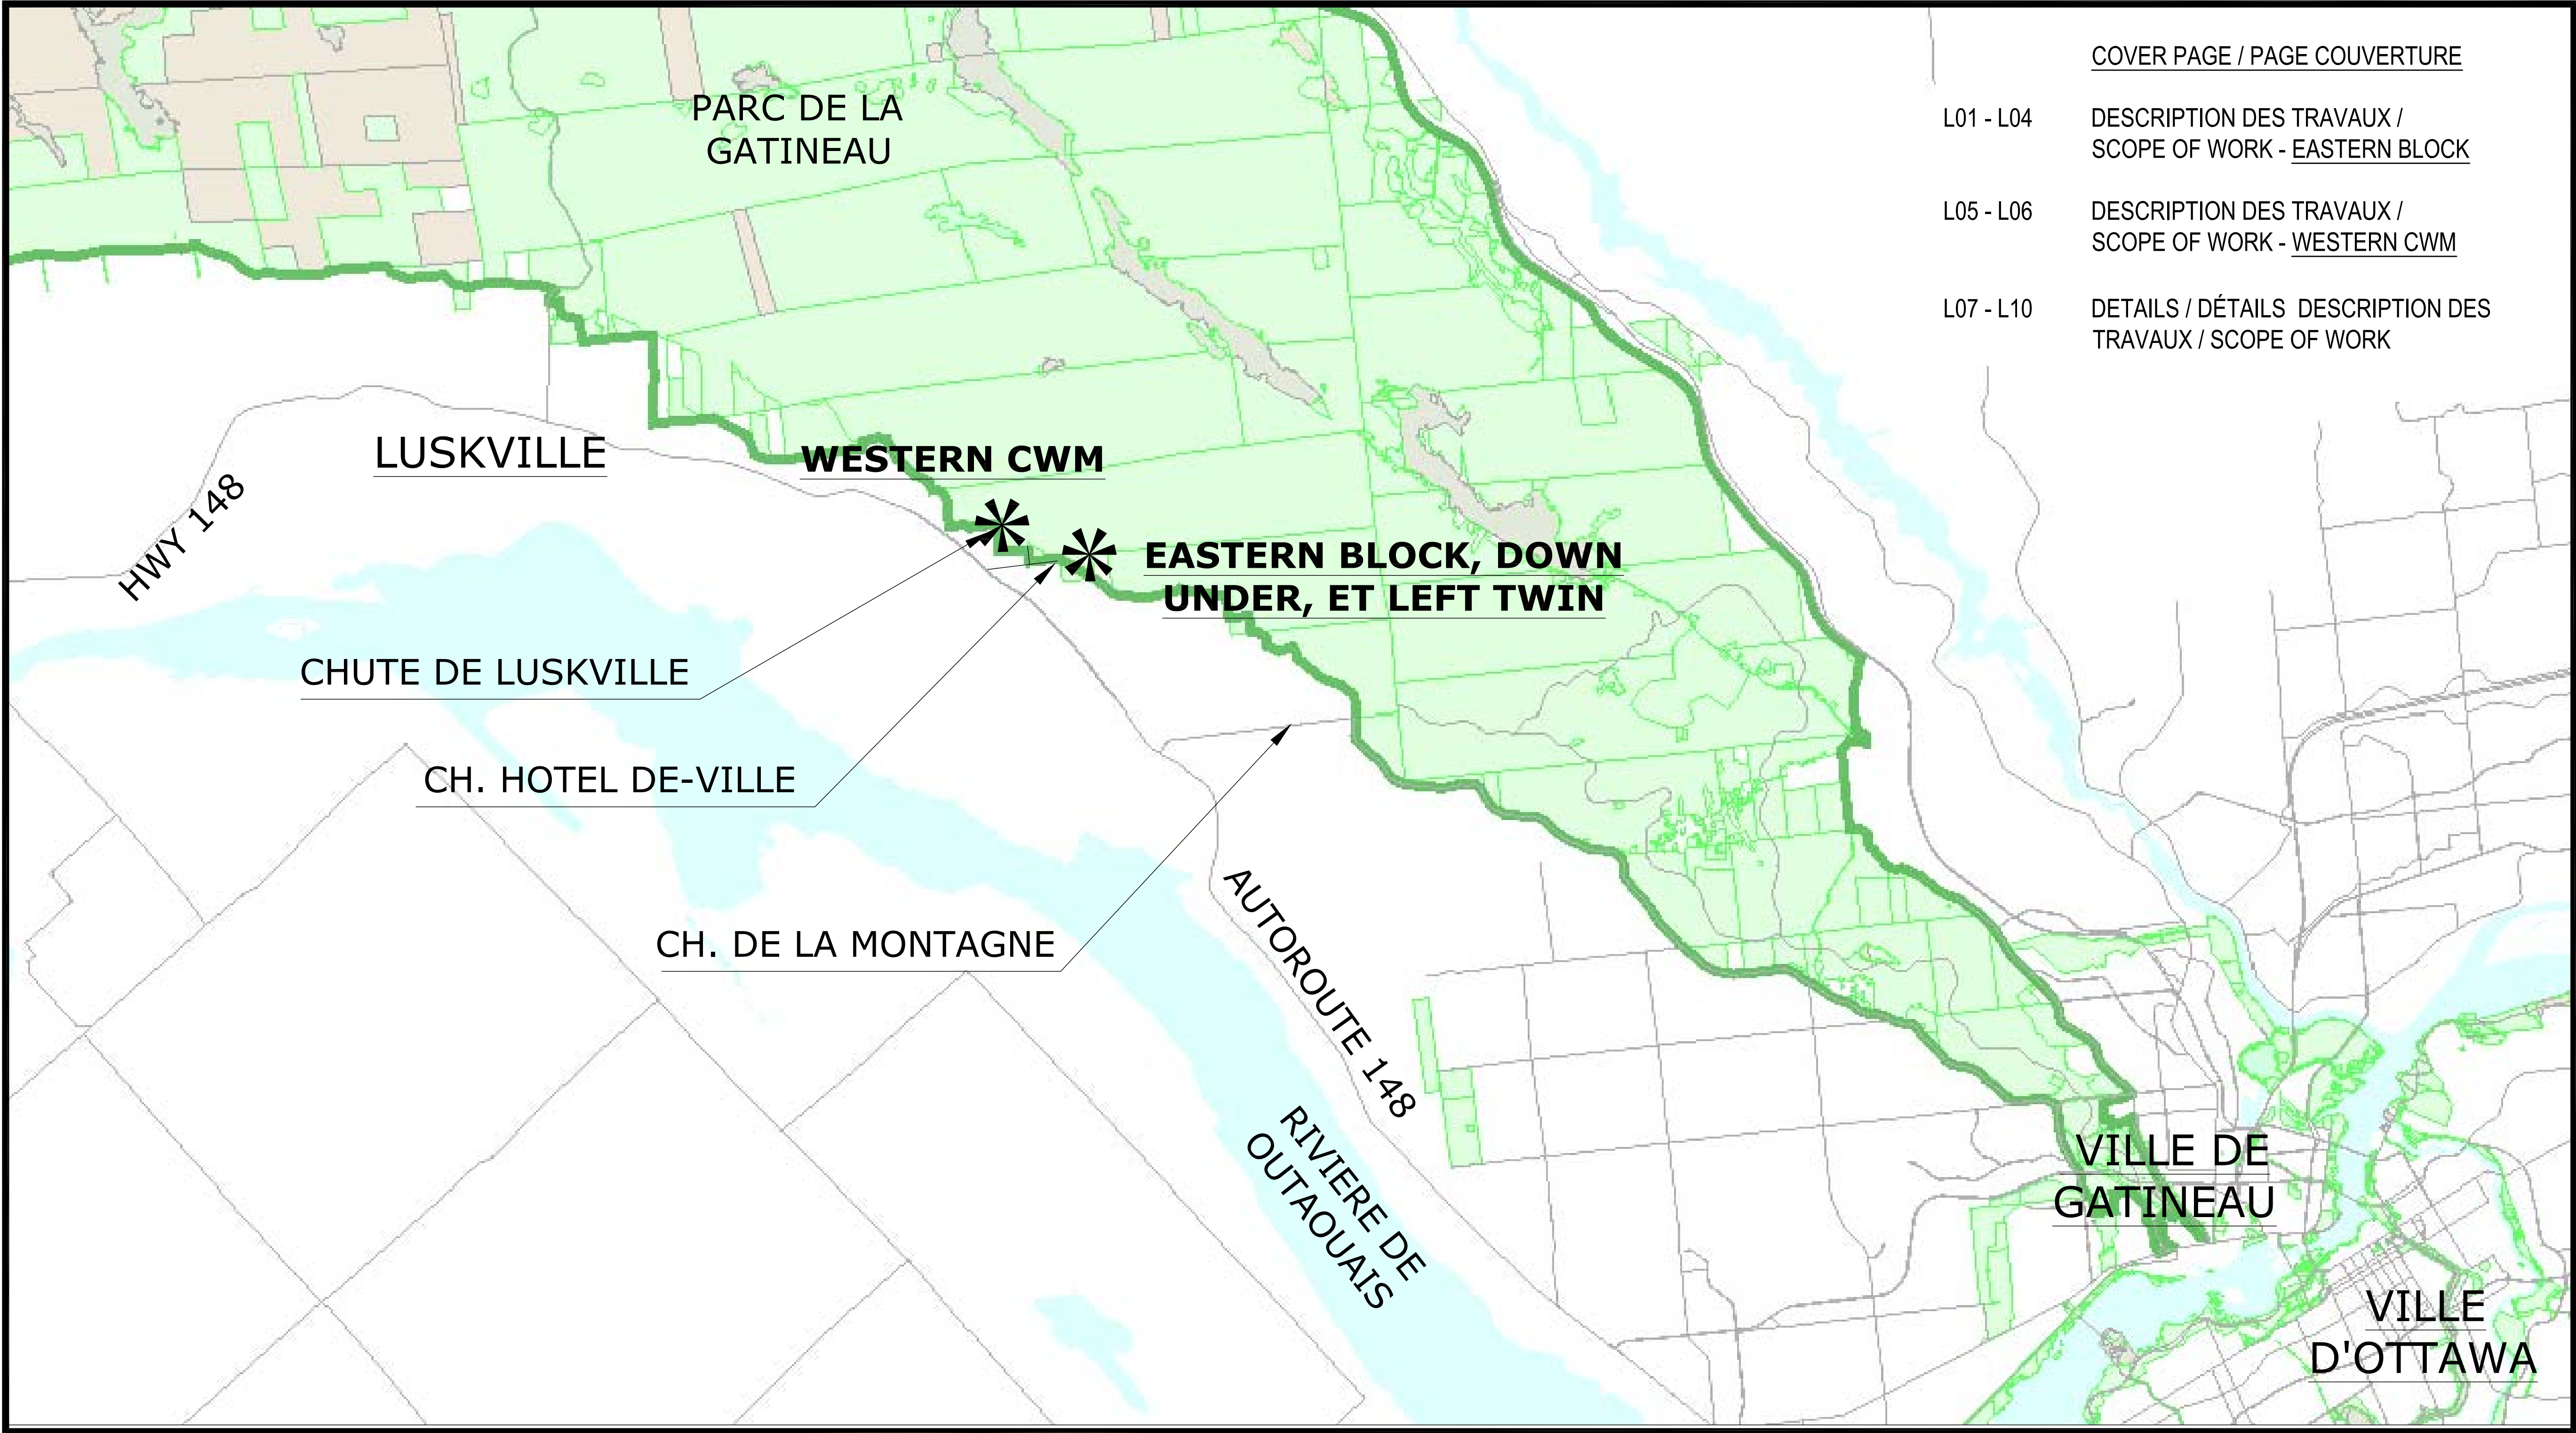 COVER PAGE / PAGE COUVERTURE
L01 - L04 DESCRIPTION DES TRAVAUX /
SCOPE OF WORK - EASTERN BLOCK
L05 - L06 DESCRIPTION DES TRAVAUX /
SCOPE OF WORK - WESTERN CWM
L07 - L10 DETAILS / DÉTAILS DESCRIPTION DES
TRAVAUX / SCOPE OF WORK
PARC DE LA
GATINEAU
LUSKVILLE
WESTERN CWM
HWY 148
EASTERN BLOCK, DOWN
UNDER, ET LEFT TWIN
CHUTE DE LUSKVILLE
CH. HOTEL DE-VILLE
CH. DE LA MONTAGNE
AUTOROUTE 148
RIVIERE DE
OUTAOUAIS
VILLE DE
GATINEAU
VILLE
D'OTTAWA